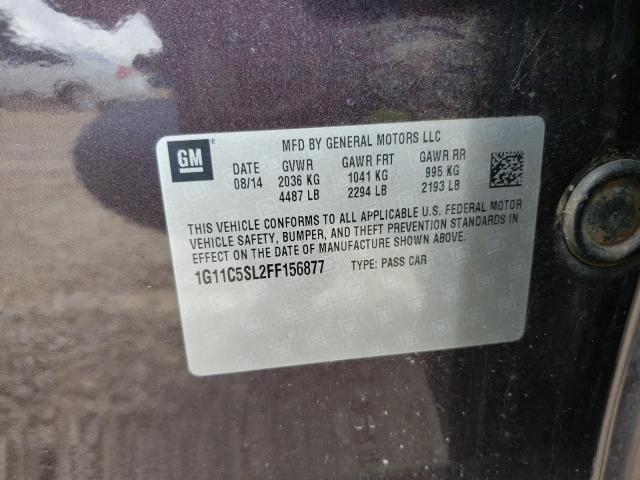 GM ®
MFD BY GENERAL MOTORS LLC
DATE GVWR GAWR FRT GAWR RR
08/14 2036 KG 1041 KG 995 KG
4487 LB 2294 LB 2193 LB
THIS VEHICLE CONFORMS TO ALL APPLICABLE U.S. FEDERAL MOTOR
VEHICLE SAFETY, BUMPER, AND THEFT PREVENTION STANDARDS IN
EFFECT ON THE DATE OF MANUFACTURE SHOWN ABOVE.
1G11C5SL2FF156877 TYPE: PASS CAR